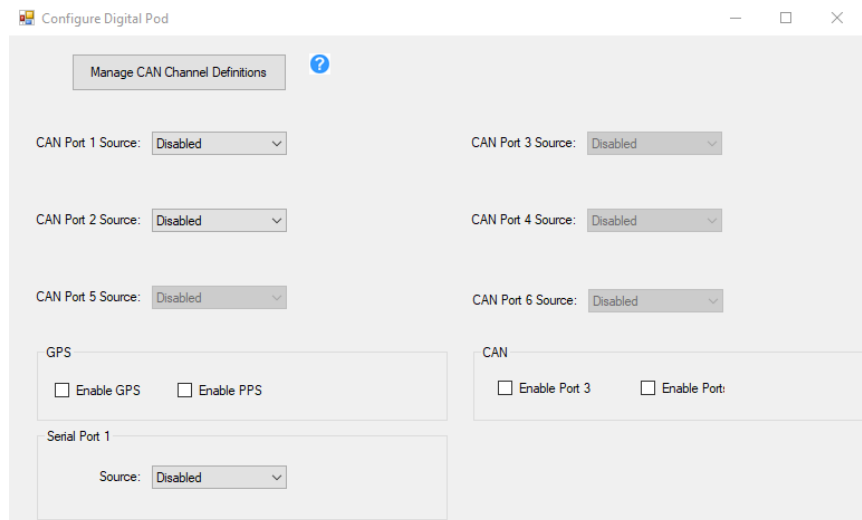 Configure Digital Pod
Manage CAN Channel Definitions
?
CAN Port 1 Source: Disabled
CAN Port 3 Source: Disabled
CAN Port 2 Source: Disabled
CAN Port 4 Source: Disabled
CAN Port 5 Source: Disabled
CAN Port 6 Source: Disabled
GPS
Enable GPS Enable PPS
CAN
Enable Port 3 Enable Port
Serial Port 1
Source: Disabled